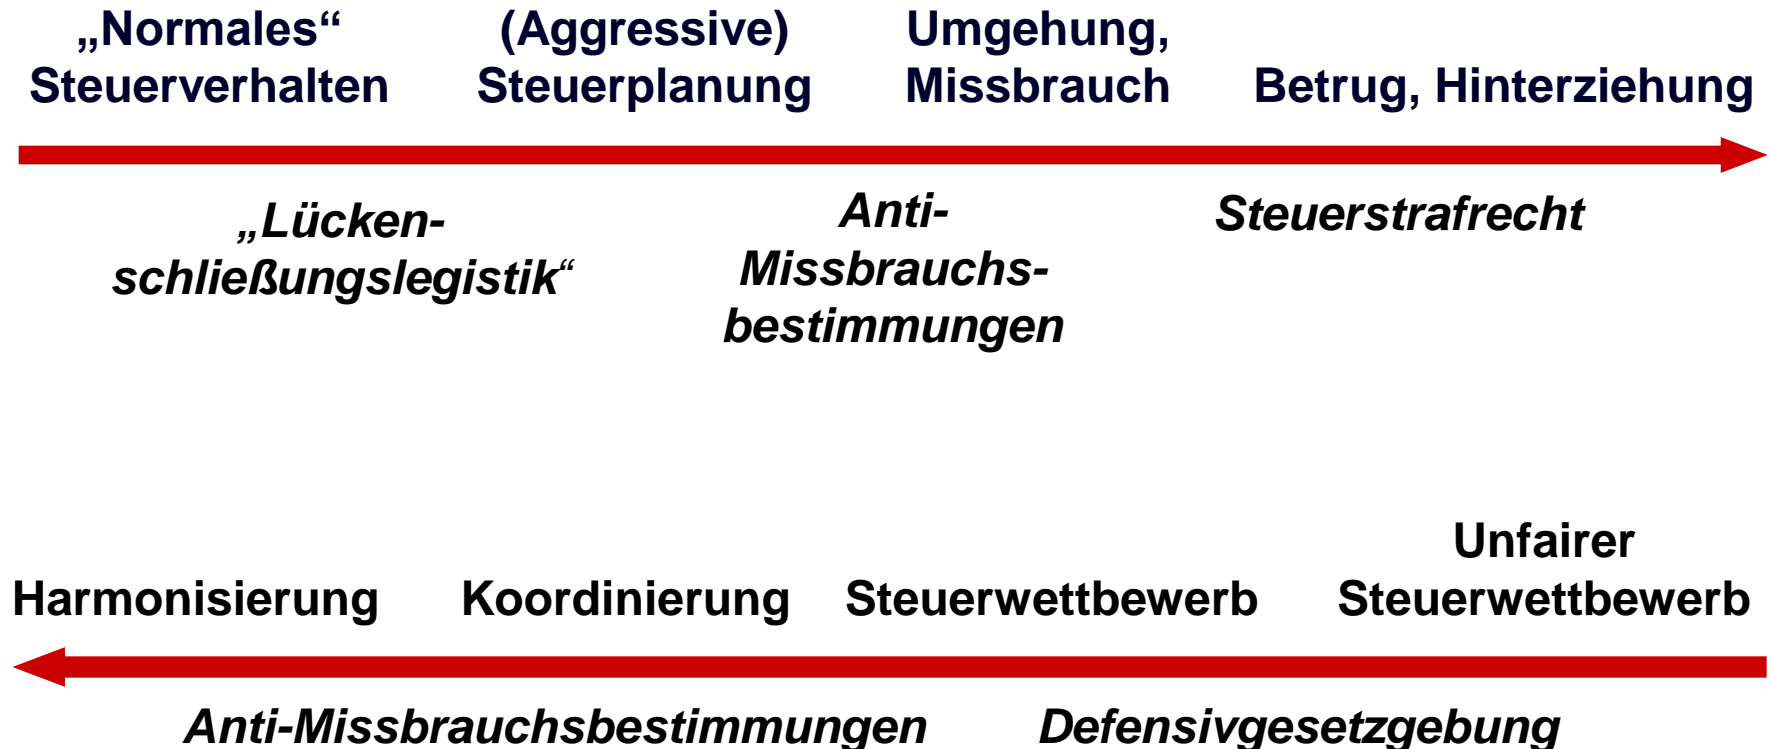 „Normales“
Steuerverhalten
(Aggressive)
Steuerplanung
Umgehung,
Missbrauch
Betrug, Hinterziehung
„Lücken-
schließungslegistik“
Anti-
Missbrauchs-
bestimmungen
Steuerstrafrecht
Harmonisierung
Koordinierung
Steuerwettbewerb
Unfairer
Steuerwettbewerb
Anti-Missbrauchsbestimmungen
Defensivgesetzgebung